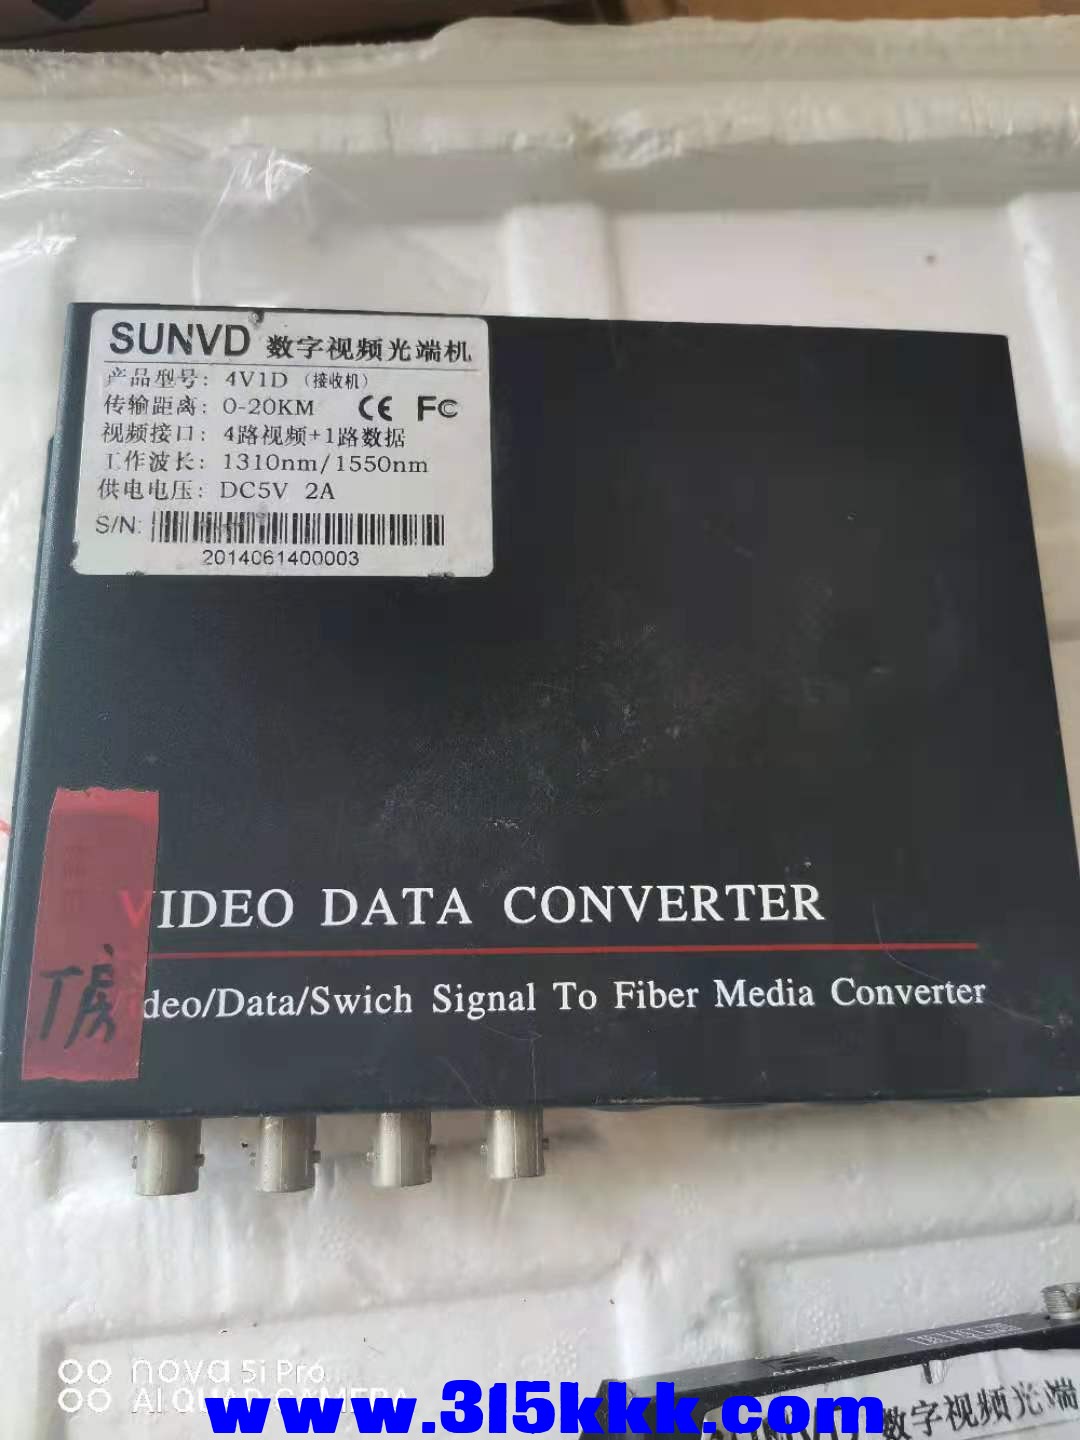 SUNVD 数字视频光端机
产品型号: 4V1D (接收机)
传输距离: 0-20KM CE FC
视频接口: 4路视频+1路数据
工作波长: 1310nm/1550nm
供电电压: DC5V 2A
S/N:
2014061400003
VIDEO DATA CONVERTER
Video/Data/Swich Signal To Fiber Media Converter
丁房
nova 5i Pro
AI QUAD CAMERA
www.315kkk.com
数字视频光端